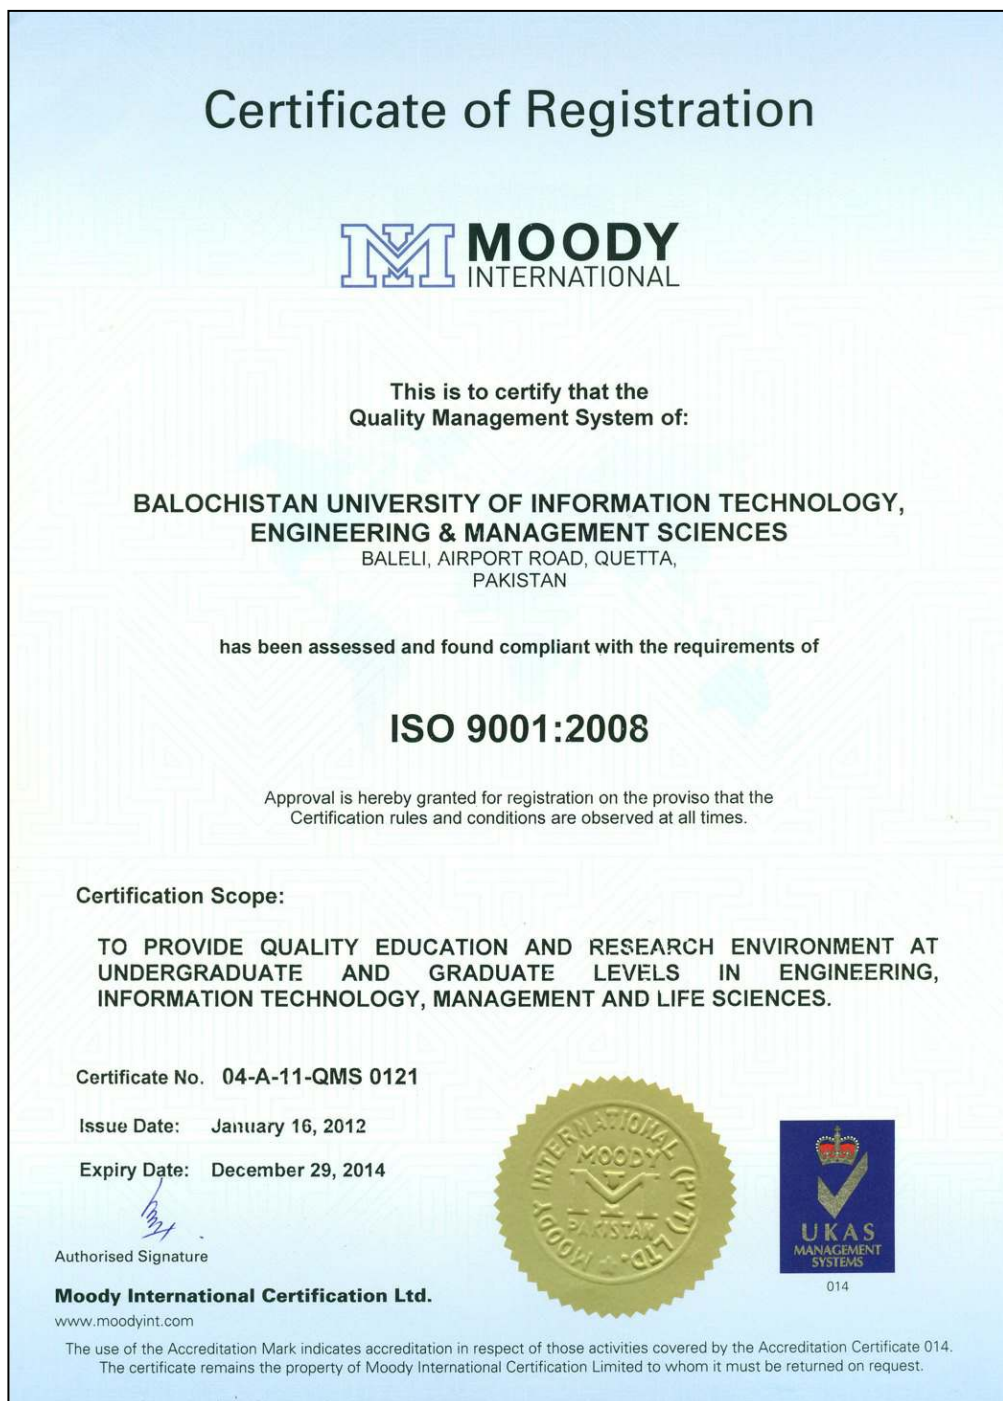 Certificate of Registration
MOODY
INTERNATIONAL
This is to certify that the
Quality Management System of:
BALOCHISTAN UNIVERSITY OF INFORMATION TECHNOLOGY,
ENGINEERING & MANAGEMENT SCIENCES
BALELI, AIRPORT ROAD, QUETTA,
PAKISTAN
has been assessed and found compliant with the requirements of
ISO 9001:2008
Approval is hereby granted for registration on the proviso that the
Certification rules and conditions are observed at all times.
Certification Scope:
TO PROVIDE QUALITY EDUCATION AND RESEARCH ENVIRONMENT AT
UNDERGRADUATE AND GRADUATE LEVELS IN ENGINEERING,
INFORMATION TECHNOLOGY, MANAGEMENT AND LIFE SCIENCES.
Certificate No. 04-A-11-QMS 0121
Issue Date: January 16, 2012
Expiry Date: December 29, 2014
Authorised Signature
Moody International Certification Ltd.
www.moodyint.com
MOODY INTERNATIONAL (PVT) LTD.
MOODY
PAKISTAN
UKAS
MANAGEMENT
SYSTEMS
014
The use of the Accreditation Mark indicates accreditation in respect of those activities covered by the Accreditation Certificate 014.
The certificate remains the property of Moody International Certification Limited to whom it must be returned on request.